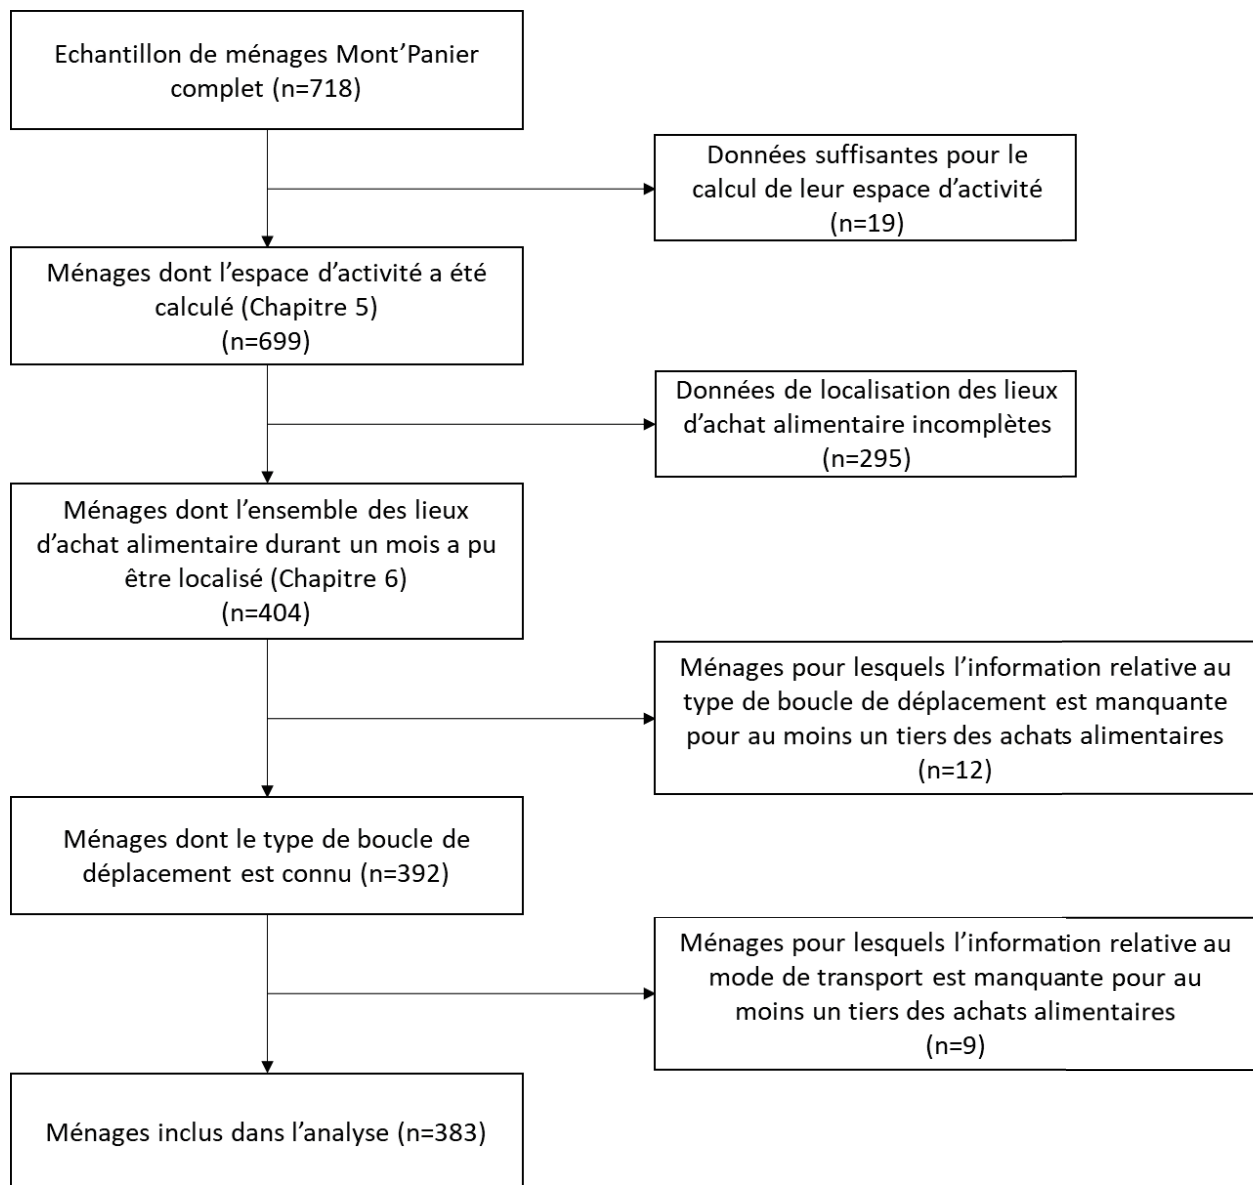 Echantillon de ménages Mont’Panier
complet (n=718)
Données suffisantes pour le
calcul de leur espace d’activité
(n=19)
Ménages dont l’espace d’activité a été
calculé (Chapitre 5)
(n=699)
Données de localisation des lieux
d’achat alimentaire incomplètes
(n=295)
Ménages dont l’ensemble des lieux
d’achat alimentaire durant un mois a pu
être localisé (Chapitre 6)
(n=404)
Ménages pour lesquels l’information relative au
type de boucle de déplacement est manquante
pour au moins un tiers des achats alimentaires
(n=12)
Ménages dont le type de boucle de
déplacement est connu (n=392)
Ménages pour lesquels l’information relative au
mode de transport est manquante pour au
moins un tiers des achats alimentaires
(n=9)
Ménages inclus dans l’analyse (n=383)